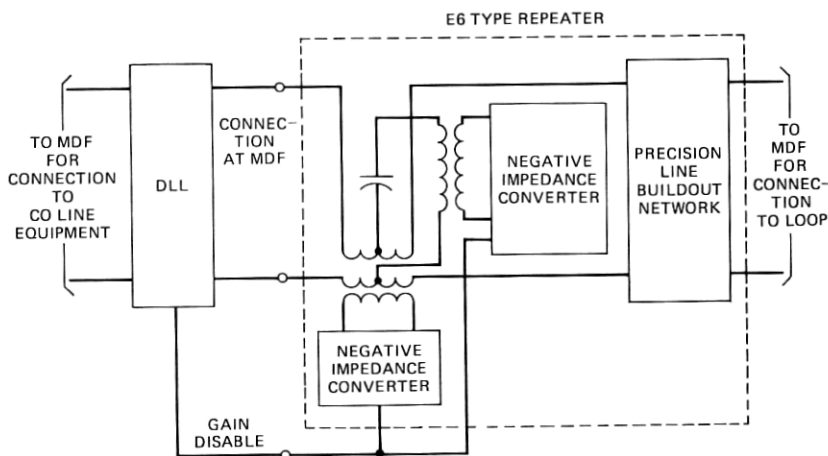 E6 TYPE REPEATER
TO MDF
FOR
CONNECTION
TO
CO LINE
EQUIPMENT
DLL
CONNEC-
TION
AT MDF
NEGATIVE
IMPEDANCE
CONVERTER
PRECISION
LINE
BUILDOUT
NETWORK
TO
MDF
FOR
CONNEC-
TION
TO LOOP
NEGATIVE
IMPEDANCE
CONVERTER
GAIN
DISABLE